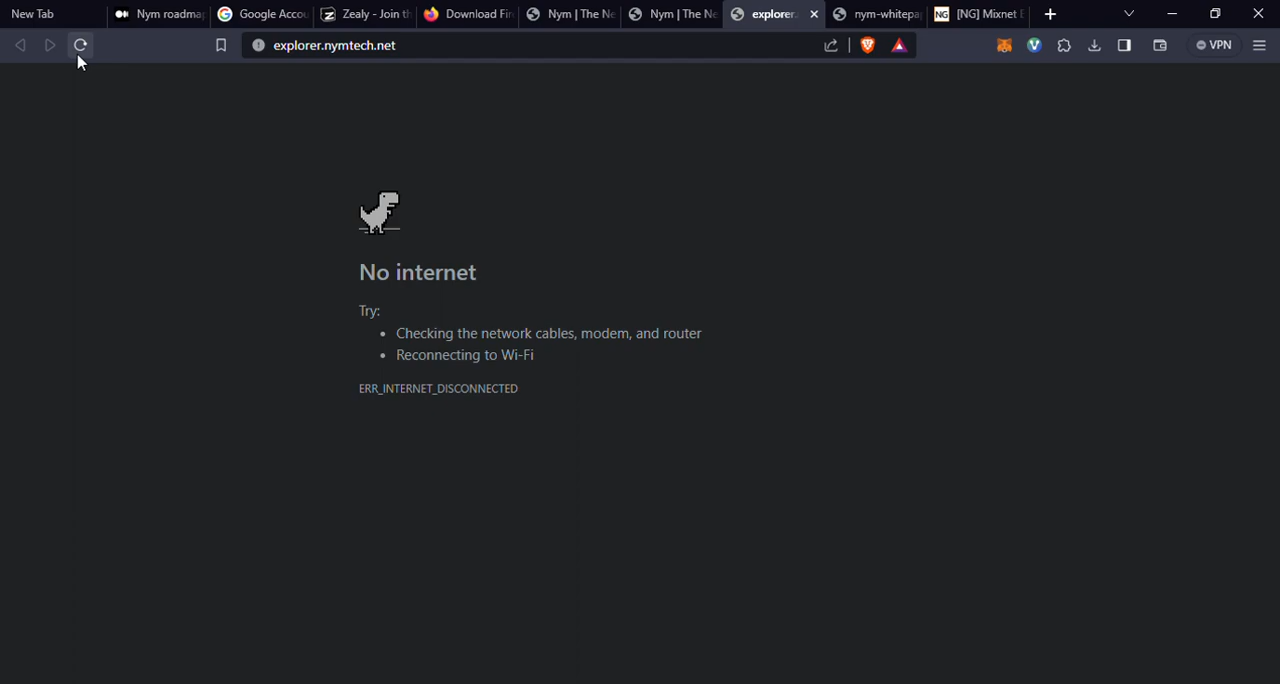 New Tab
Nym roadma
Google Accou
Zealy - Join th
Download Fir
Nym | The Ne
Nym | The Ne
explorer.
nym-whitepa
NG [NG] Mixnet E
explorer.nymtech.net
VPN
No internet
Try:
• Checking the network cables, modem, and router
• Reconnecting to Wi-Fi
ERR_INTERNET_DISCONNECTED